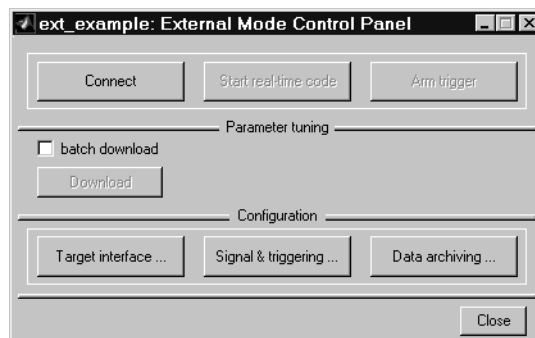 ext_example: External Mode Control Panel
Connect
Start real-time code
Arm trigger
Parameter tuning
batch download
Download
Configuration
Target interface ...
Signal & triggering ...
Data archiving ...
Close